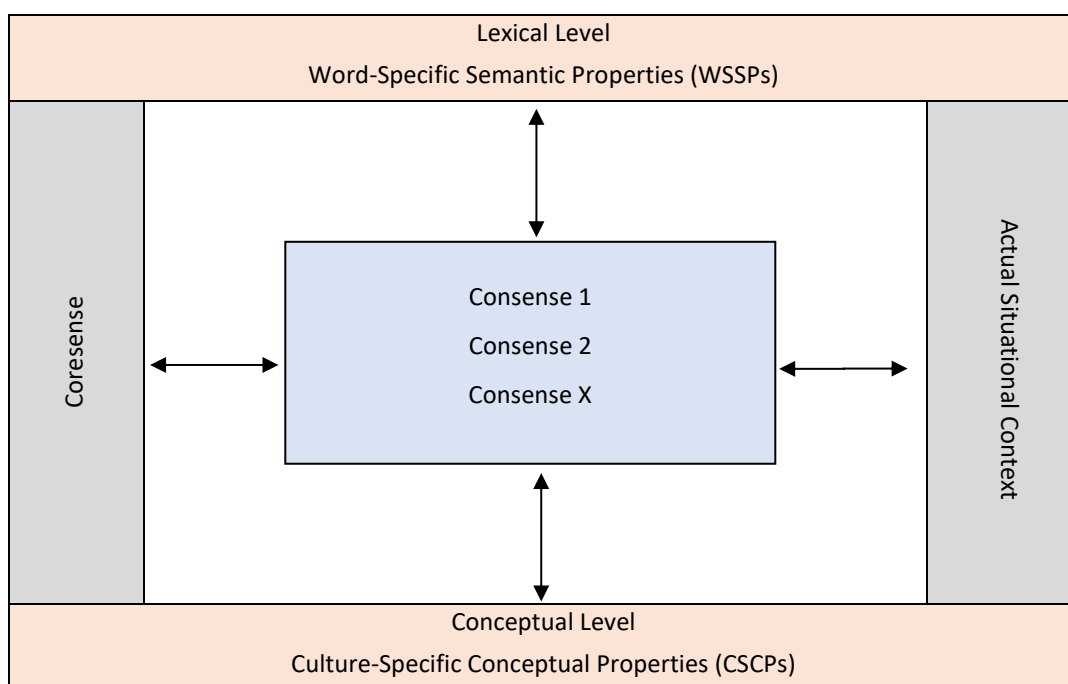 Lexical Level
Word-Specific Semantic Properties (WSSPs)
Coresense
Consense 1
Consense 2
Consense X
Actual Situational Context
Conceptual Level
Culture-Specific Conceptual Properties (CSCPs)